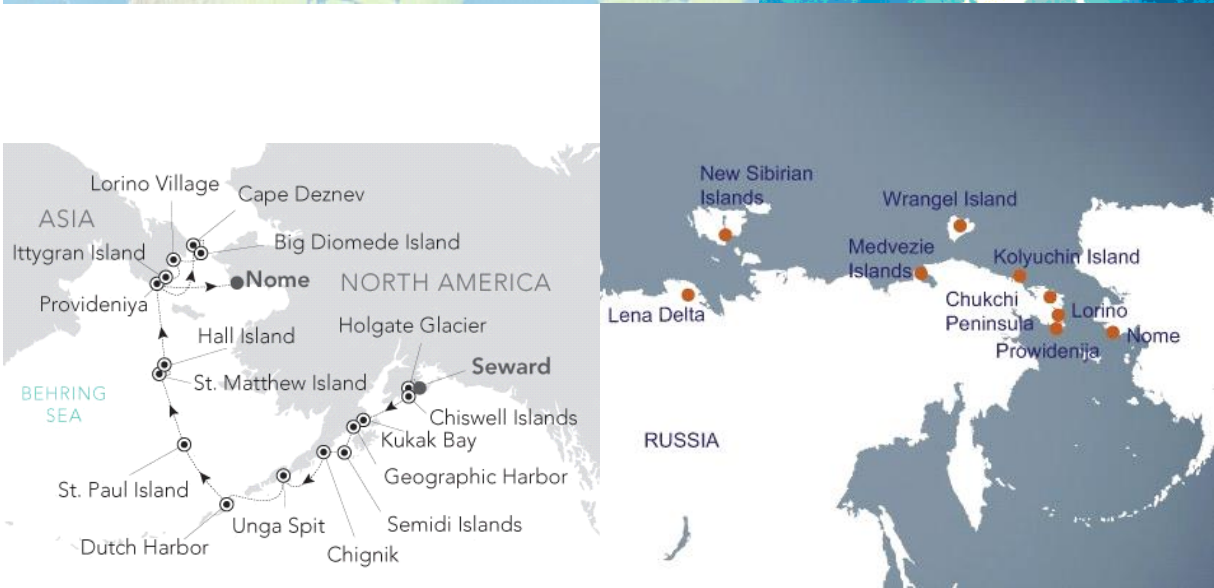 Lorino Village
Cape Deznev
ASIA
Ittygran Island
Big Diomede Island
Nome
NORTH AMERICA
Provideniya
Holgate Glacier
Hall Island
Seward
St. Matthew Island
BEHRING
SEA
Chiswell Islands
Kukak Bay
Geographic Harbor
St. Paul Island
Unga Spit
Semidi Islands
Dutch Harbor
Chignik
New Sibirian
Islands
Wrangel Island
Medvezie
Islands
Kolyuchin Island
Lena Delta
Chukchi
Peninsula
Lorino
Nome
Prowidenija
RUSSIA